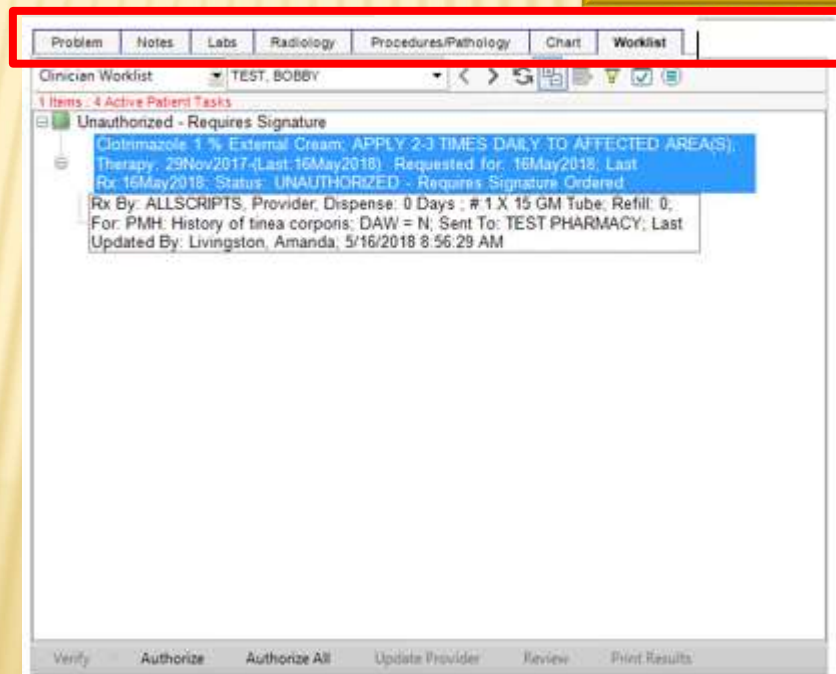 Problem Notes Labs Radiology Procedures/Pathology Chart Worklist
Clinician Worklist TEST, BOBBY
1 Items : 4 Active Patient Tasks
Unauthorized - Requires Signature
Clotrimazole 1 % External Cream; APPLY 2-3 TIMES DAILY TO AFFECTED AREA(S);
Therapy: 29Nov2017-(Last:16May2018) Requested for: 16May2018; Last
Rx:16May2018; Status: UNAUTHORIZED - Requires Signature Ordered
Rx By: ALLSCRIPTS, Provider; Dispense: 0 Days ; # 1 X 15 GM Tube; Refill: 0;
For: PMH: History of tinea corporis; DAW = N; Sent To: TEST PHARMACY; Last
Updated By: Livingston, Amanda; 5/16/2018 8:56:29 AM
Verify Authorize Authorize All Update Provider Review Print Results